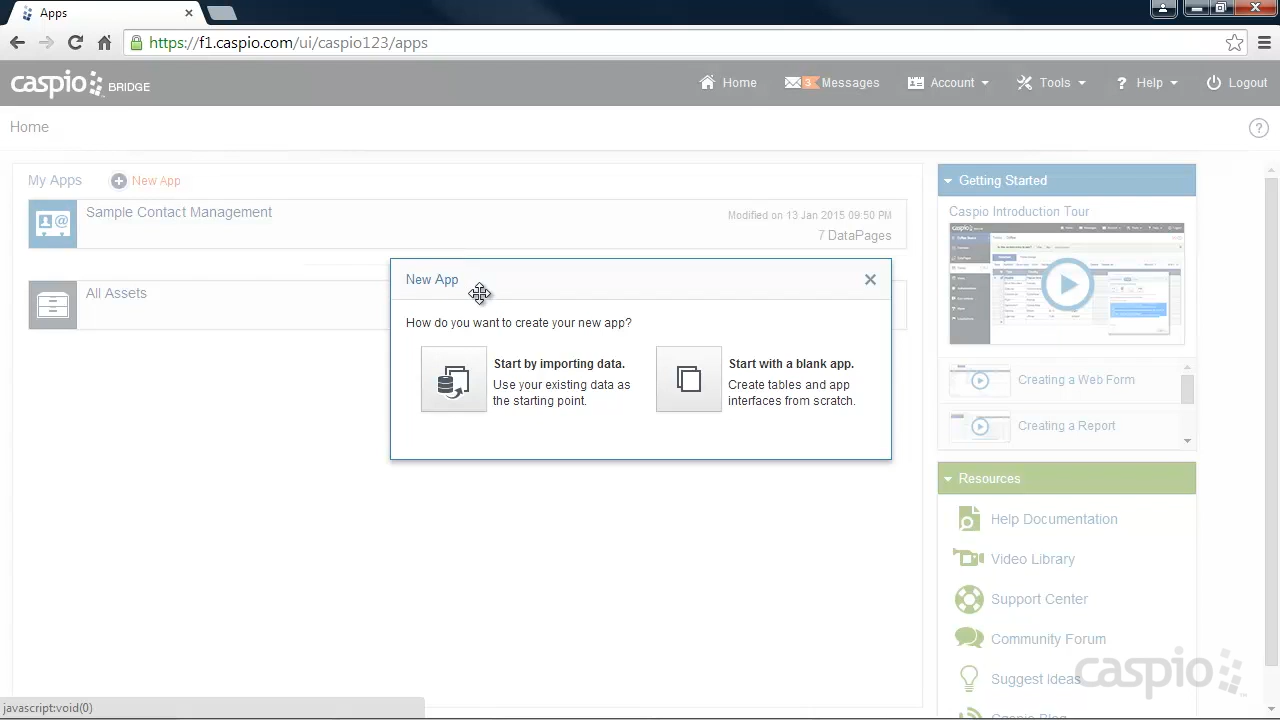 Apps
https://f1.caspio.com/ui/caspio123/apps
caspio BRIDGE
Home
3 Messages
Account
Tools
? Help
Logout
Home
?
My Apps
New App
Sample Contact Management
Modified on 13 Jan 2015 09:50 PM
7 DataPages
All Assets
New App
How do you want to create your new app?
Start by importing data.
Use your existing data as
the starting point.
Start with a blank app.
Create tables and app
interfaces from scratch.
Getting Started
Caspio Introduction Tour
Creating a Web Form
Creating a Report
Resources
Help Documentation
Video Library
Support Center
Community Forum
Suggest Ideas
Caspio Blog
caspio
javascript:void(0)